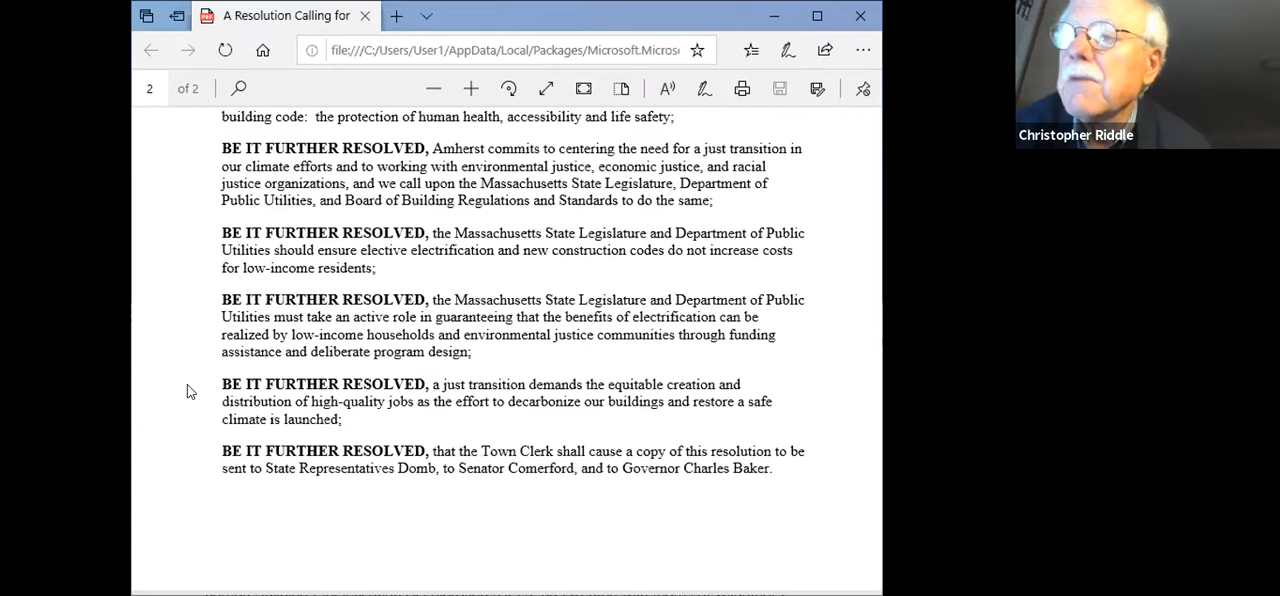 A Resolution Calling for
file:///C:/Users/User1/AppData/Local/Packages/Microsoft.Micros
2 of 2
building code: the protection of human health, accessibility and life safety;
BE IT FURTHER RESOLVED, Amherst commits to centering the need for a just transition in
our climate efforts and to working with environmental justice, economic justice, and racial
justice organizations, and we call upon the Massachusetts State Legislature, Department of
Public Utilities, and Board of Building Regulations and Standards to do the same;
BE IT FURTHER RESOLVED, the Massachusetts State Legislature and Department of Public
Utilities should ensure elective electrification and new construction codes do not increase costs
for low-income residents;
BE IT FURTHER RESOLVED, the Massachusetts State Legislature and Department of Public
Utilities must take an active role in guaranteeing that the benefits of electrification can be
realized by low-income households and environmental justice communities through funding
assistance and deliberate program design;
BE IT FURTHER RESOLVED, a just transition demands the equitable creation and
distribution of high-quality jobs as the effort to decarbonize our buildings and restore a safe
climate is launched;
BE IT FURTHER RESOLVED, that the Town Clerk shall cause a copy of this resolution to be
sent to State Representatives Domb, to Senator Comerford, and to Governor Charles Baker.
Christopher Riddle